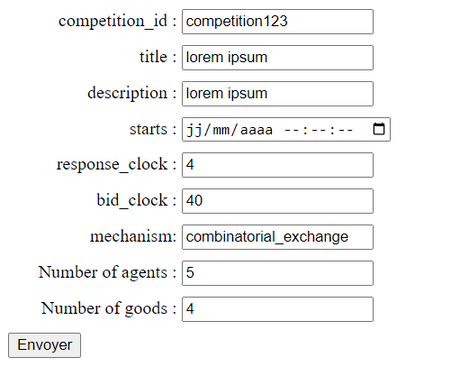 competition_id : competition123
title : lorem ipsum
description : lorem ipsum
starts : jj/mm/aaaa --:--:--
response_clock : 4
bid_clock : 40
mechanism: combinatorial_exchange
Number of agents : 5
Number of goods : 4
Envoyer